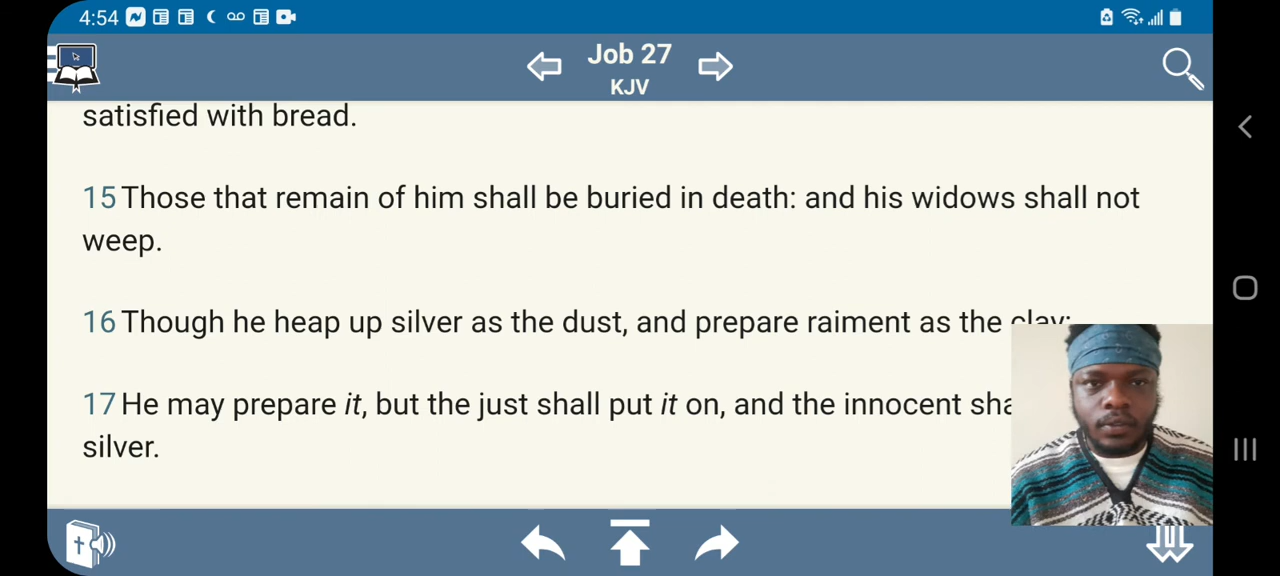 4:54
Job 27
KJV
satisfied with bread.
15 Those that remain of him shall be buried in death: and his widows shall not
weep.
16 Though he heap up silver as the dust, and prepare raiment as the clay;
17 He may prepare it, but the just shall put it on, and the innocent
silver.